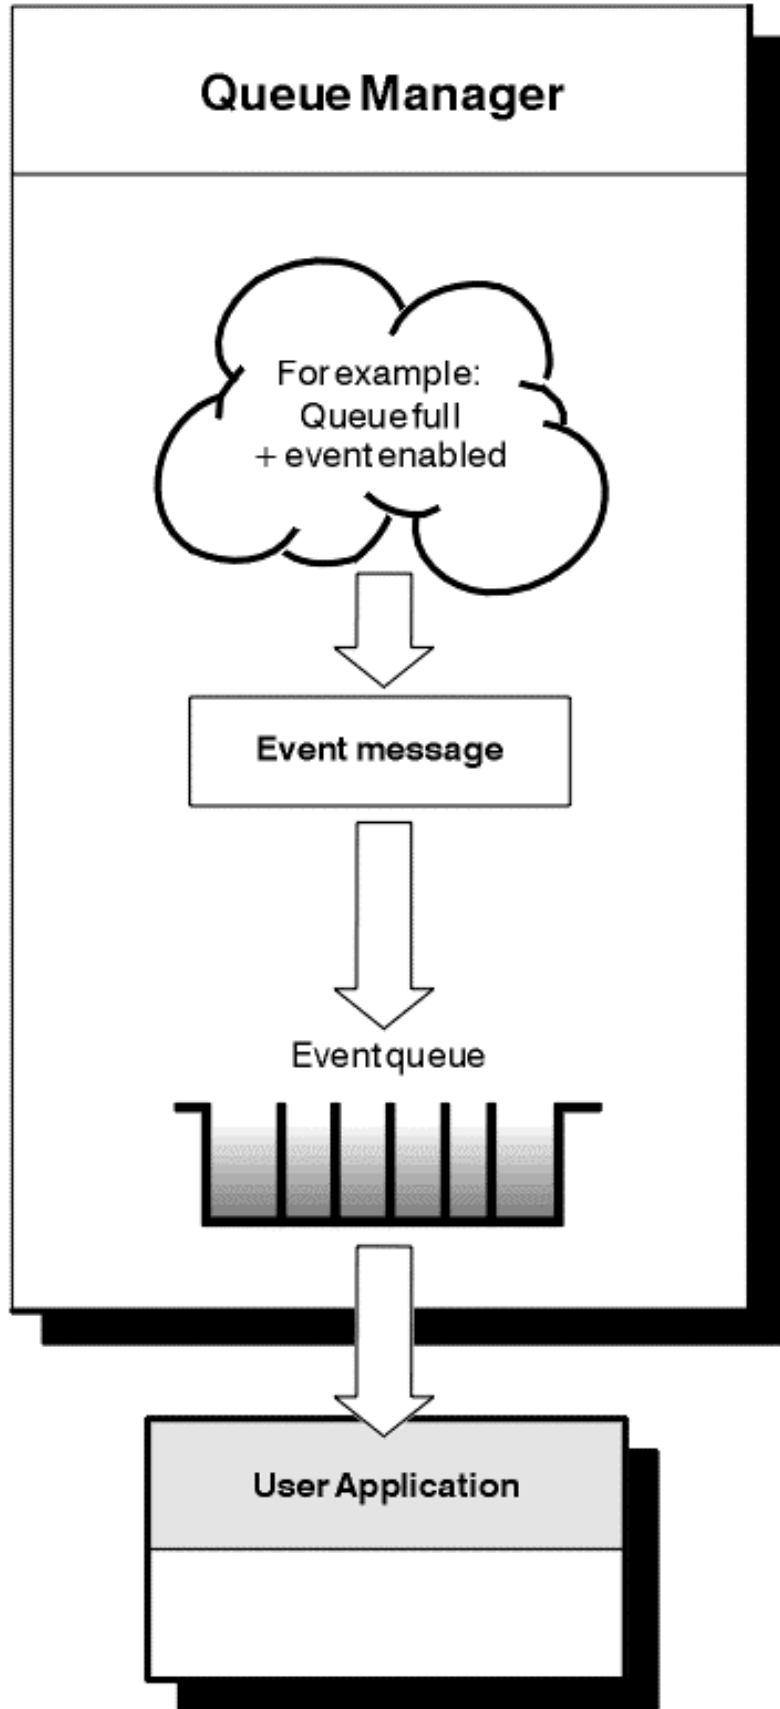 Queue Manager
For example:
Queue full
+ event enabled
Event message
Event queue
User Application